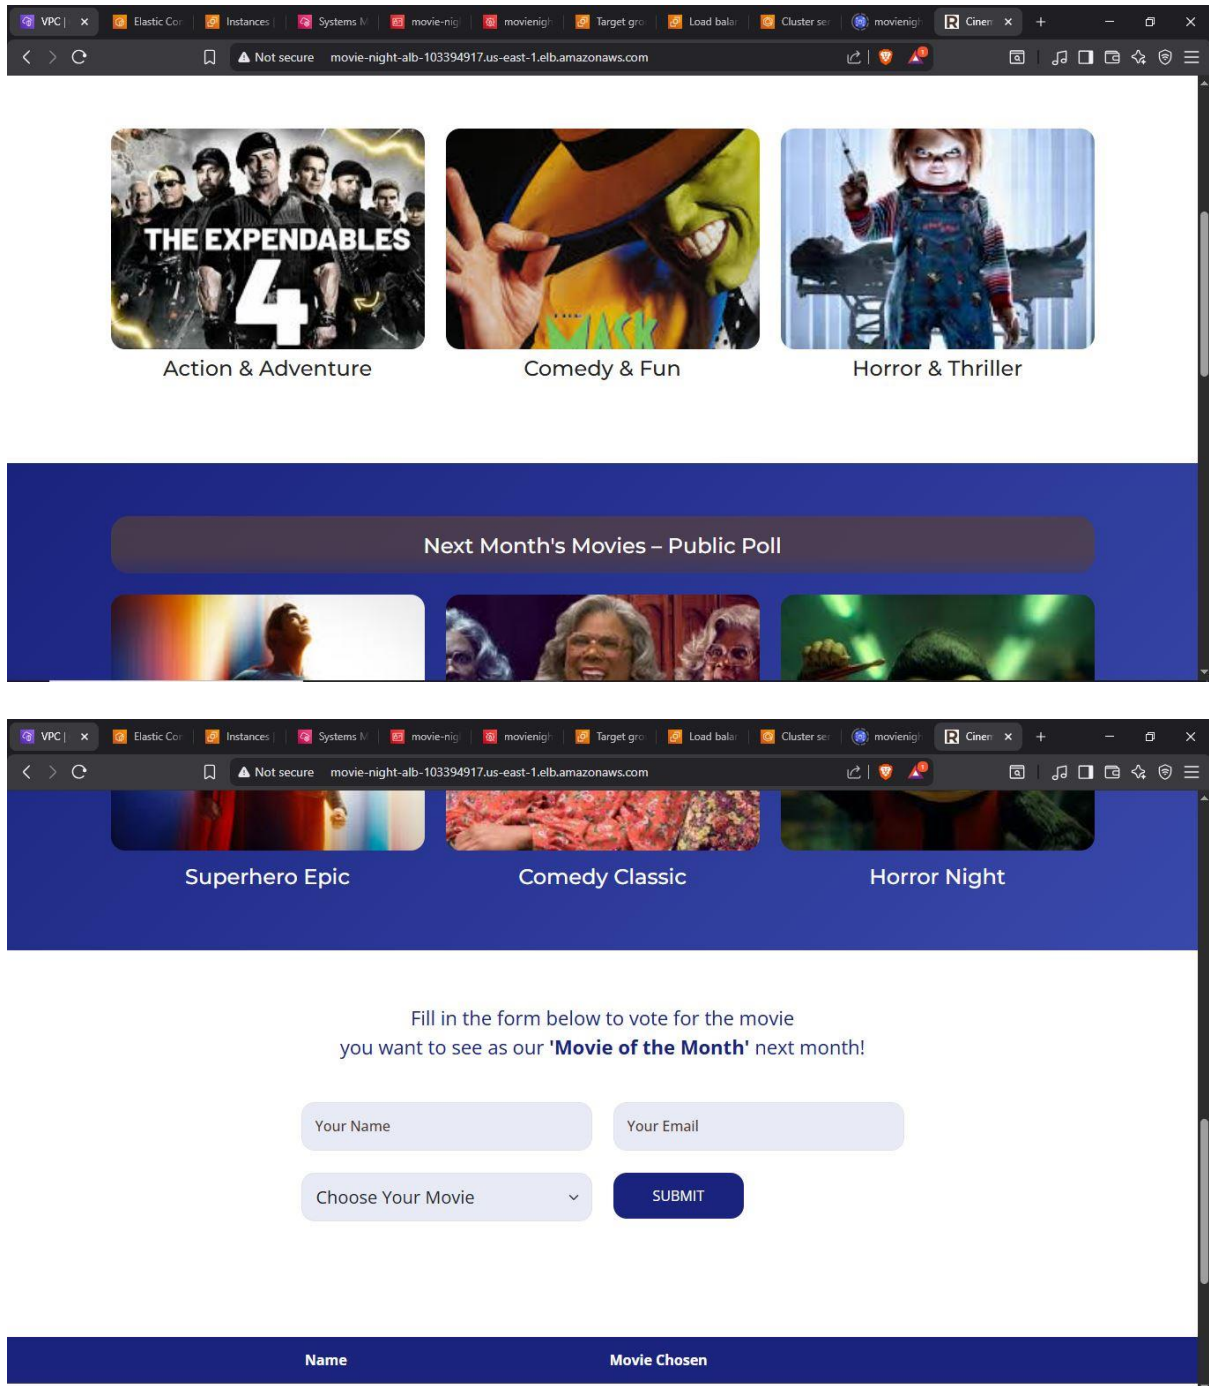 VPC |
Elastic Cor
Instances |
Systems M
movie-nig
movienigh
Target gro
Load balar
Cluster ser
movienigh
Cinem
Not secure movie-night-alb-103394917.us-east-1.elb.amazonaws.com
THE EXPENDABLES
4
MASK
Action & Adventure
Comedy & Fun
Horror & Thriller
Next Month's Movies – Public Poll
VPC |
Elastic Cor
Instances |
Systems M
movie-nig
movienigh
Target gro
Load balar
Cluster ser
movienigh
Cinem
Not secure movie-night-alb-103394917.us-east-1.elb.amazonaws.com
Superhero Epic
Comedy Classic
Horror Night
Fill in the form below to vote for the movie
you want to see as our 'Movie of the Month' next month!
Your Name
Your Email
Choose Your Movie
SUBMIT
Name
Movie Chosen